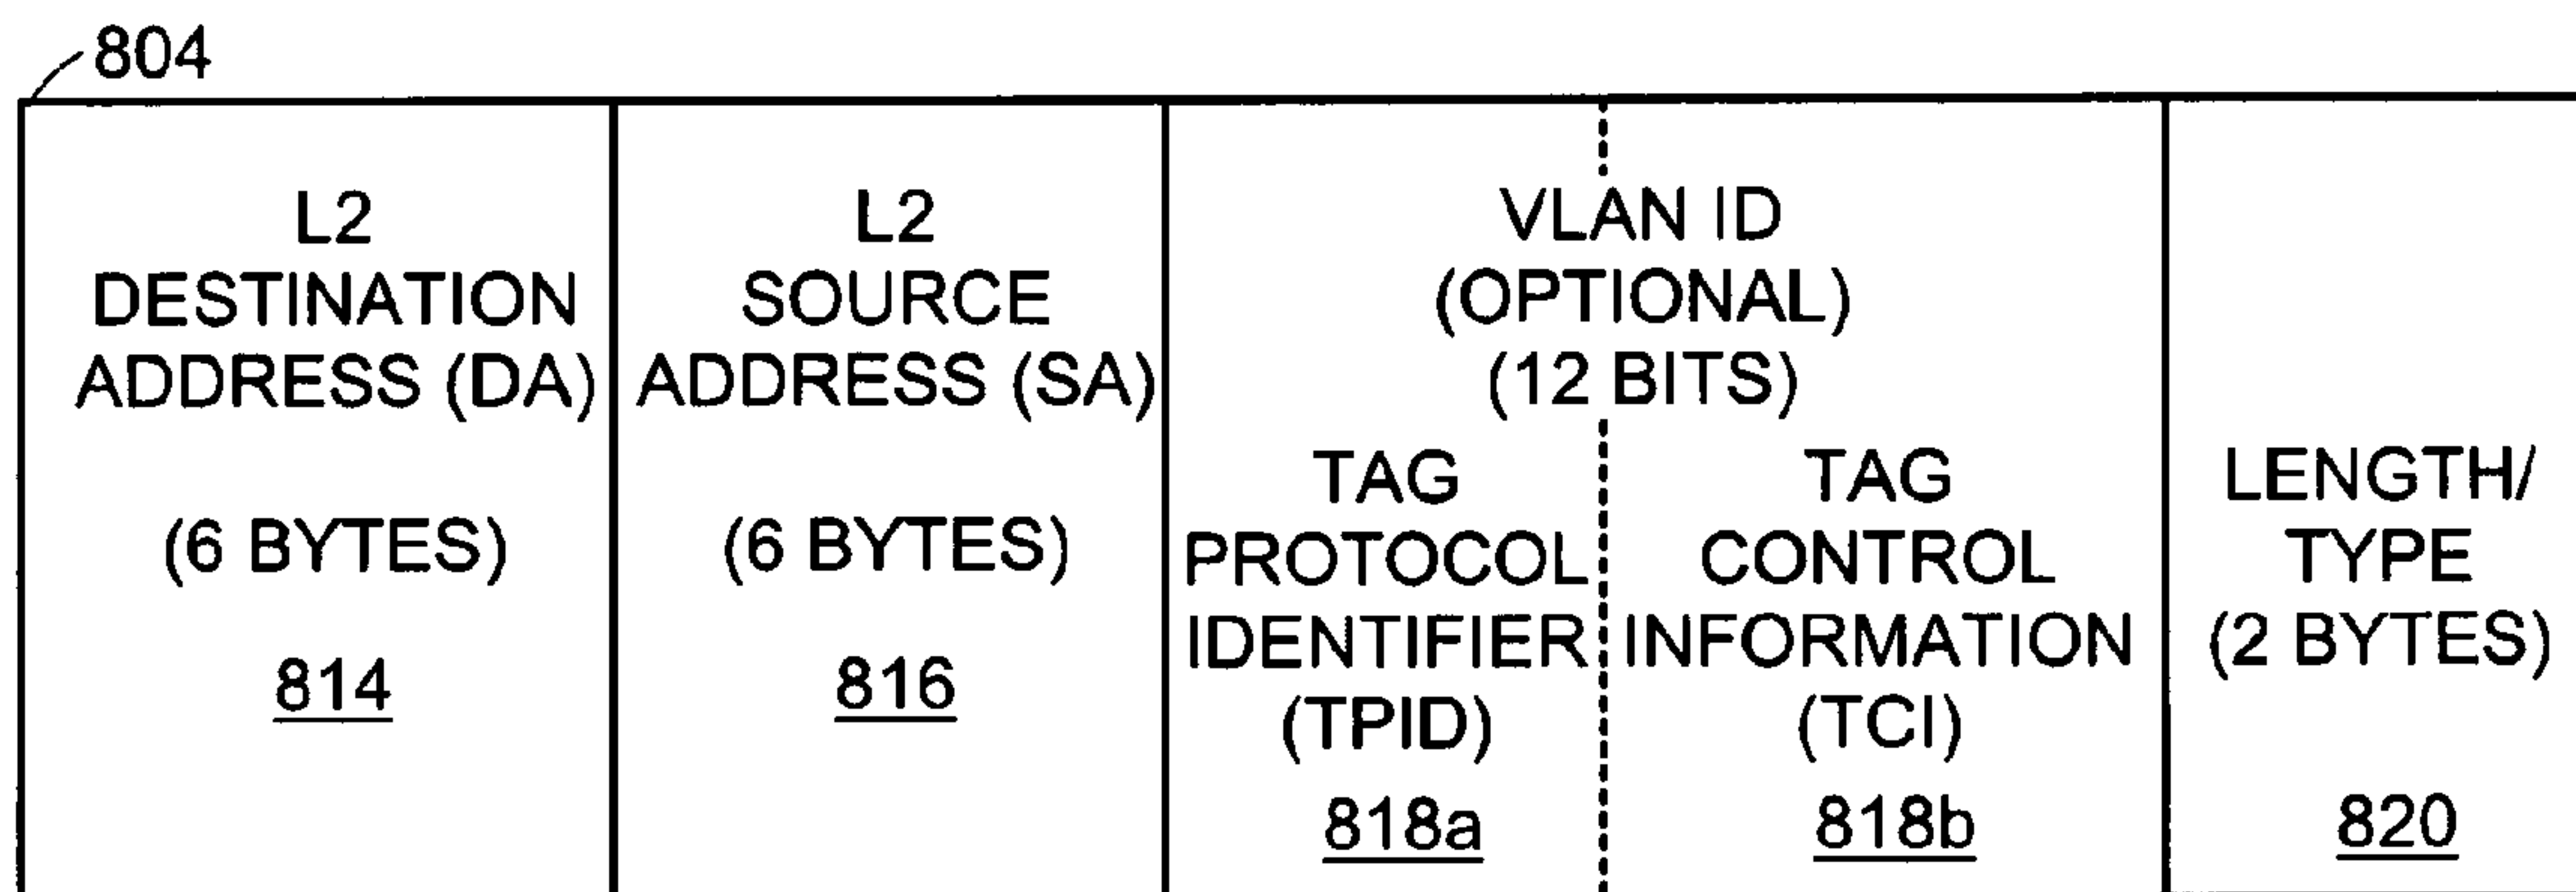 804
L2
DESTINATION
ADDRESS (DA)
(6 BYTES)
814
L2
SOURCE
ADDRESS (SA)
(6 BYTES)
816
VLAN ID
(OPTIONAL)
(12 BITS)
TAG
PROTOCOL
IDENTIFIER
(TPID)
818a
TAG
CONTROL
INFORMATION
(TCI)
818b
LENGTH/
TYPE
(2 BYTES)
820